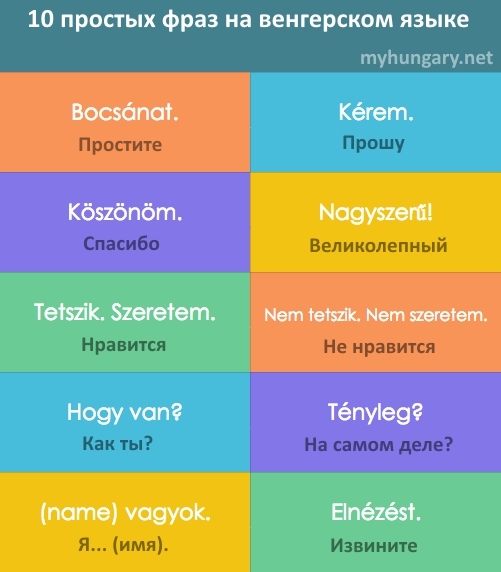 10 простых фраз на венгерском языке
myhungary.net
Bocsánat.
Простите
Kérem.
Прошу
Köszönöm.
Спасибо
Nagyszerű!
Великолепный
Tetszik. Szeretem.
Нравится
Nem tetszik. Nem szeretem.
Не нравится
Hogy van?
Как ты?
Tényleg?
На самом деле?
(name) vagyok.
Я... (имя).
Elnézést.
Извините